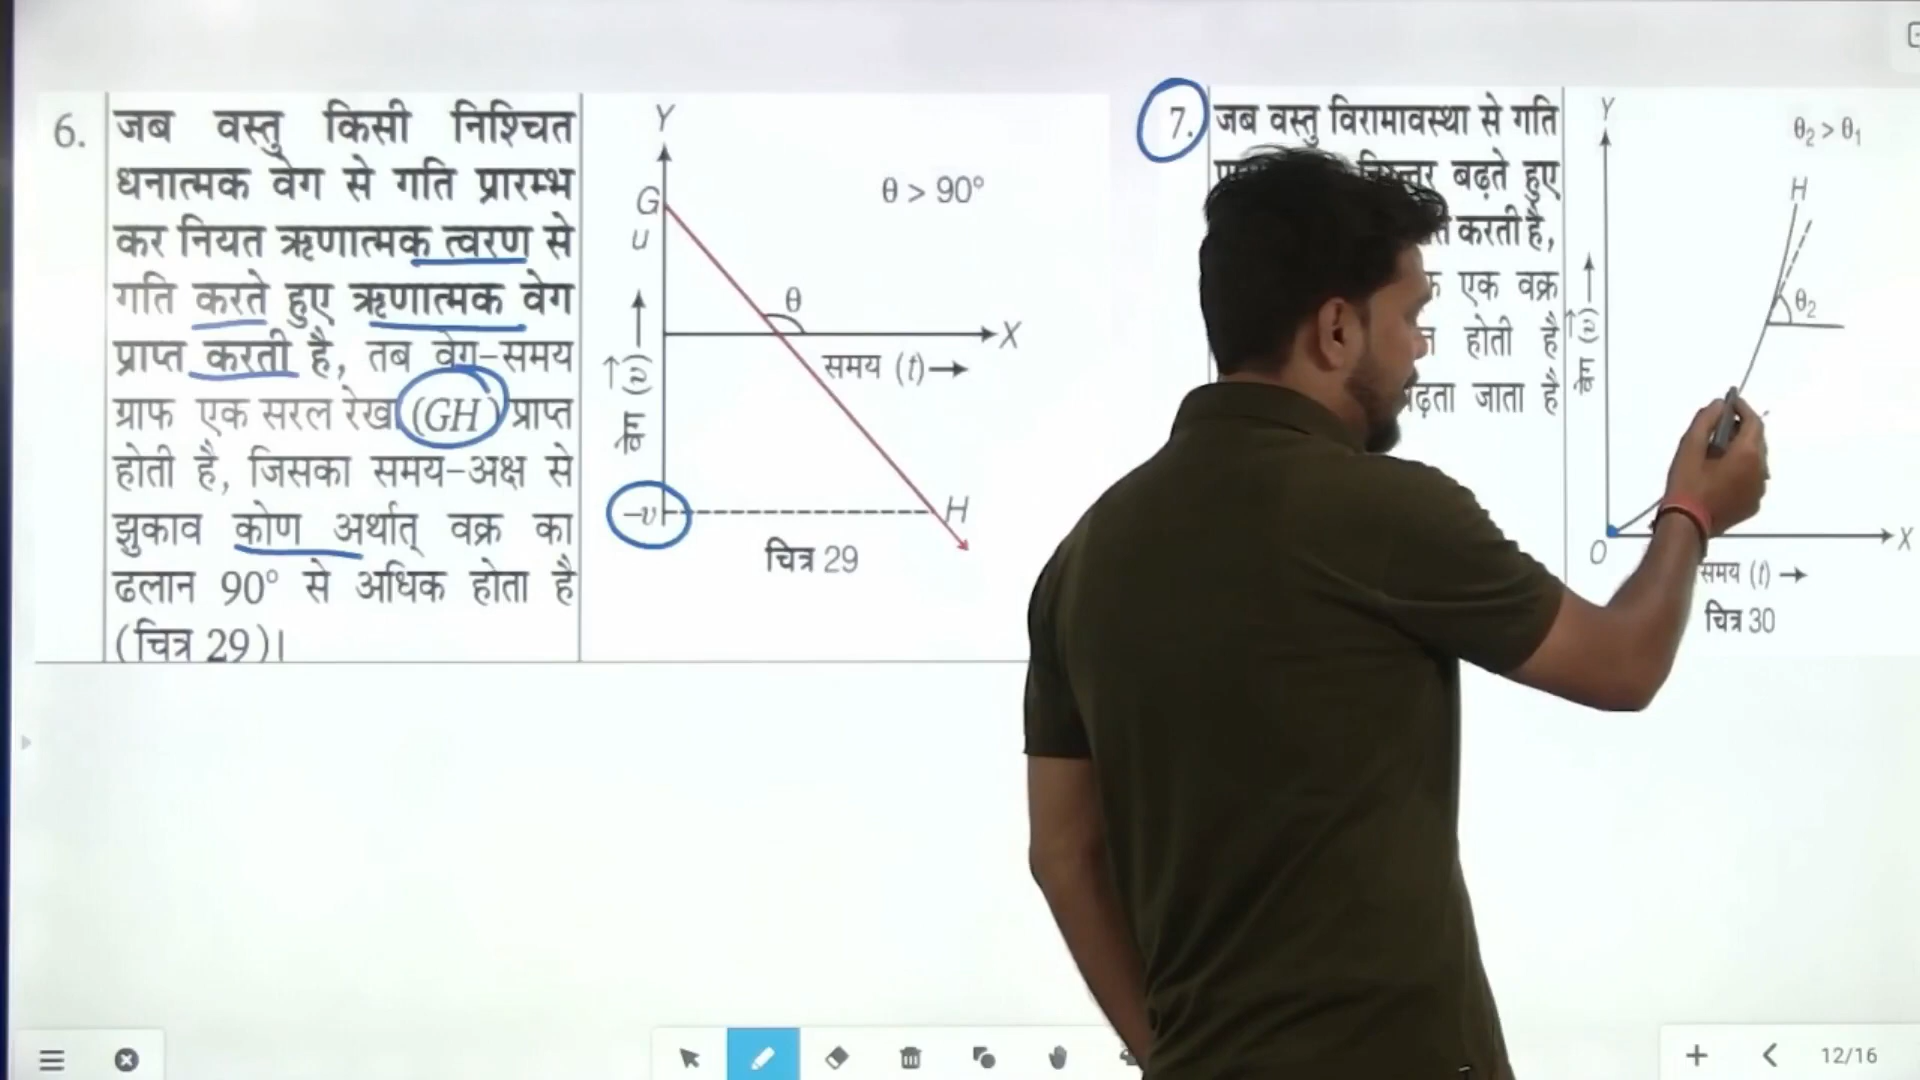 6.
जब वस्तु किसी निश्चित
धनात्मक वेग से गति प्रारम्भ
कर नियत ऋणात्मक त्वरण से
गति करते हुए ऋणात्मक वेग
प्राप्त करती है, तब वेग-समय
ग्राफ एक सरल रेखा (GH) प्राप्त
होती है, जिसका समय-अक्ष से
झुकाव कोण अर्थात् वक्र का
ढलान 90° से अधिक होता है
(चित्र 29)।
Y
G
u
θ > 90°
θ
X
समय (t)→
वेग (v)→
-v
H
चित्र 29
7.
जब वस्तु विरामावस्था से गति
बढ़ते हुए
करती है,
एक वक्र
होती है
जाता है
Y
θ₂ > θ₁
H
θ₂
वेग (v)→
O
X
समय (t)→
चित्र 30
12/16